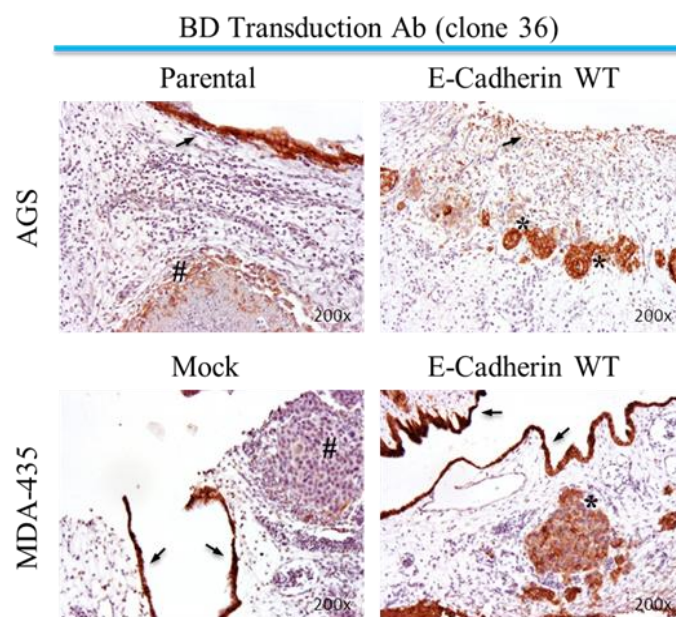 BD Transduction Ab (clone 36)
Parental
E-Cadherin WT
AGS
#
200x
*
*
200x
Mock
E-Cadherin WT
MDA-435
#
200x
*
200x